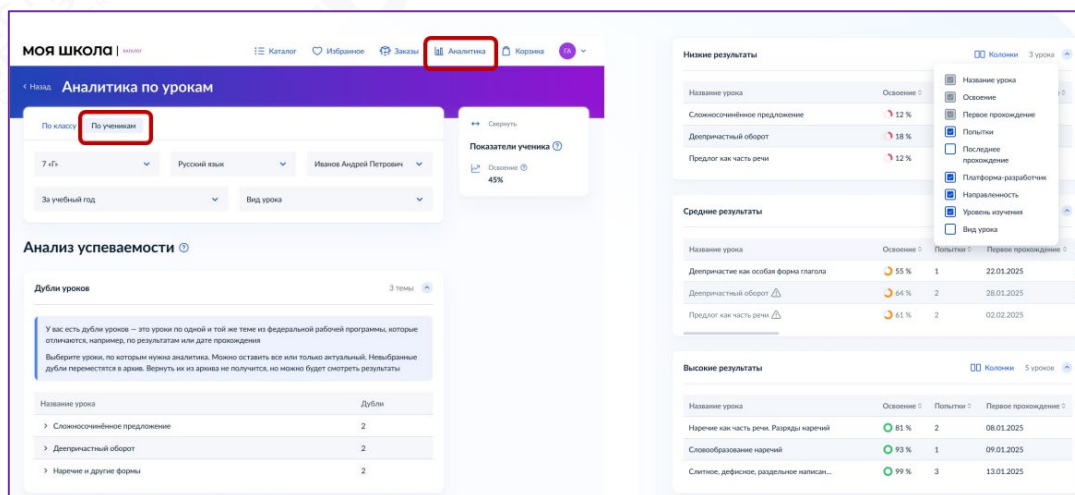 МОЯ ШКОЛА | КАТАЛОГ
Каталог
Избранное
Заказы
Аналитика
Корзина
ГА
< Назад Аналитика по урокам
По классу
По ученикам
7 «Г»
Русский язык
Иванов Андрей Петрович
За учебный год
Вид урока
Свернуть
Показатели ученика
Освоение
45%
Анализ успеваемости
Дубли уроков
3 темы
У вас есть дубли уроков — это уроки по одной и той же теме из федеральной рабочей программы, которые
отличаются, например, по результатам или дате прохождения
Выберите уроки, по которым нужна аналитика. Можно оставить все или только актуальный. Невыбранные
дубли переместятся в архив. Вернуть их из архива не получится, но можно будет смотреть результаты
Название урока Дубли
Сложносочинённое предложение 2
Деепричастный оборот 2
Наречие и другие формы 2
Низкие результаты
Колонки 3 урока
Название урока Освоение
Сложносочинённое предложение 12 %
Деепричастный оборот 18 %
Предлог как часть речи 12 %
Название урока
Освоение
Первое прохождение
Попытки
Последнее
прохождение
Платформа-разработчик
Направленность
Уровень изучения
Вид урока
Средние результаты
Название урока Освоение Попытки Первое прохождение
Деепричастие как особая форма глагола 55 % 1 22.01.2025
Деепричастный оборот 64 % 2 28.01.2025
Предлог как часть речи 61 % 2 02.02.2025
Высокие результаты
Колонки 5 уроков
Название урока Освоение Попытки Первое прохождение
Наречие как часть речи. Разряды наречий 81 % 2 08.01.2025
Словообразование наречий 93 % 1 09.01.2025
Слитное, дефисное, раздельное написан... 99 % 3 13.01.2025